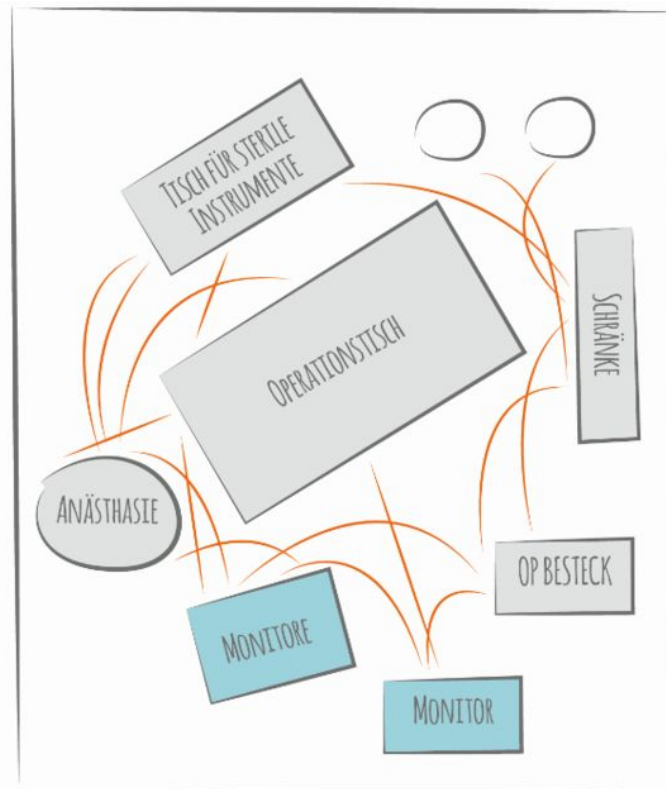 TISCH FÜR STERILE
INSTRUMENTE
OPERATIONSTISCH
SCHRÄNKE
ANÄSTHASIE
OP BESTECK
MONITORE
MONITOR